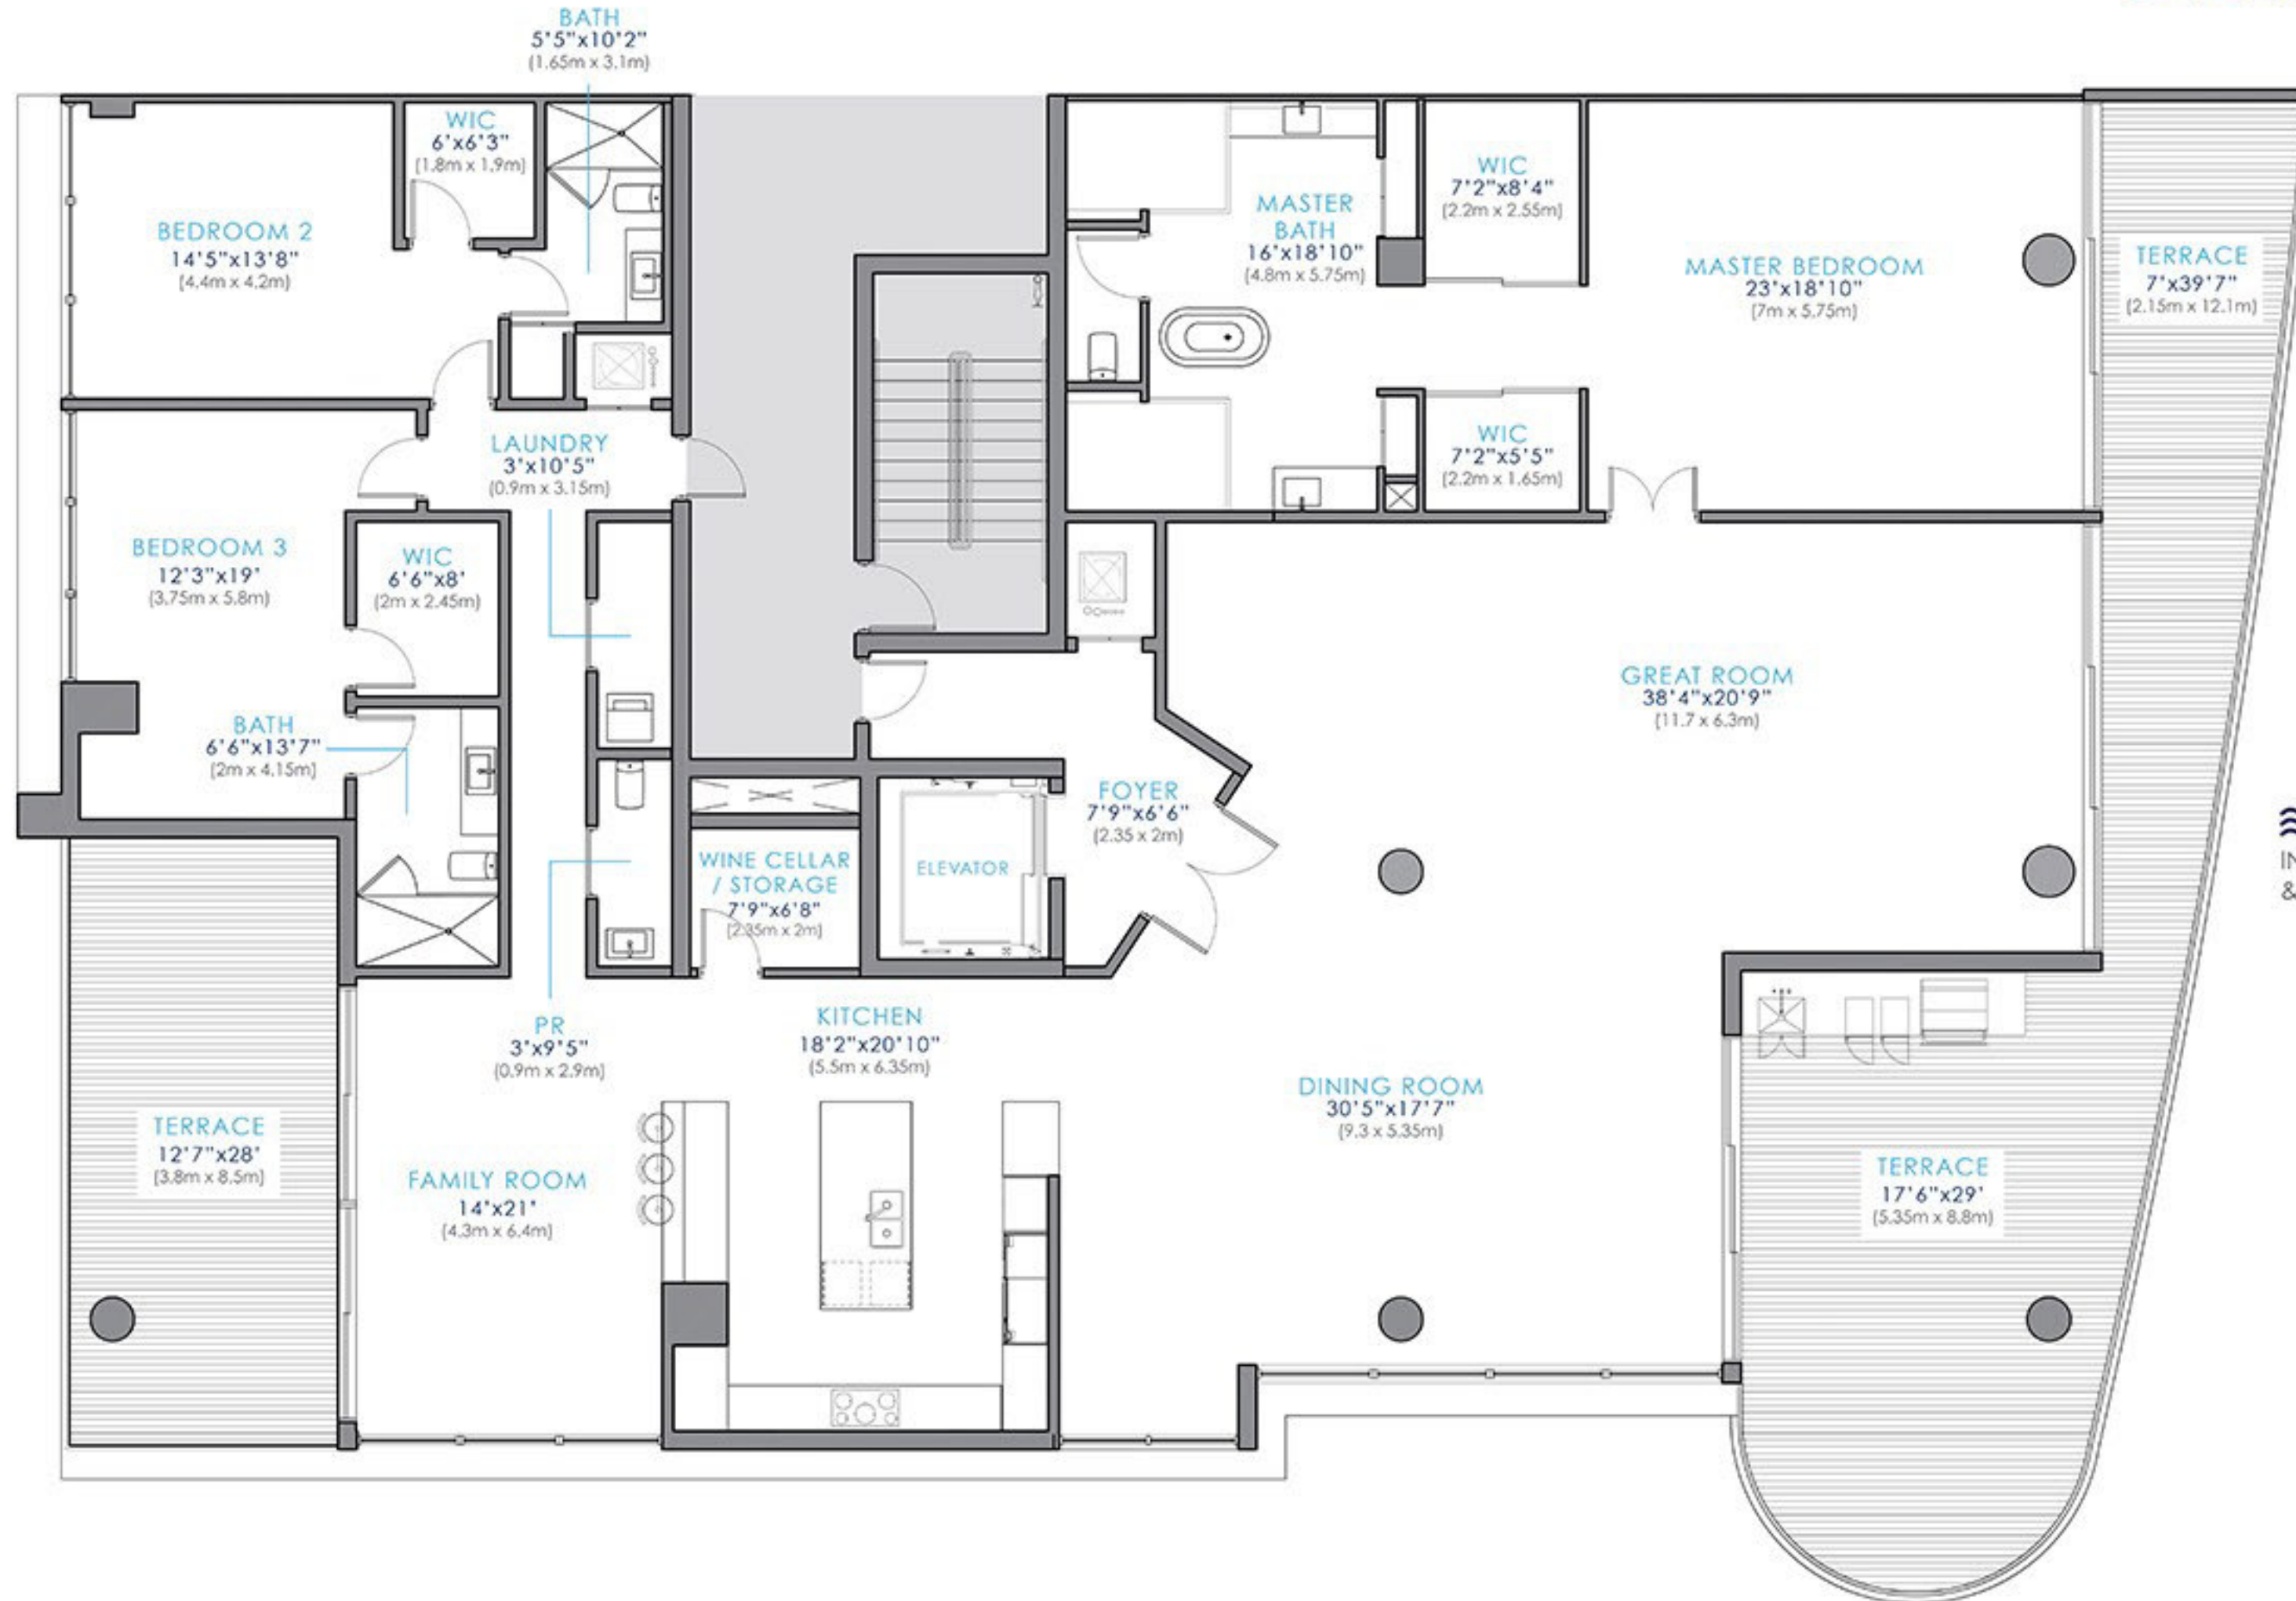 BATH
5'5"x10'2"
(1.65m x 3.1m)
WIC
6'x6'3"
(1.8m x 1.9m)
BEDROOM 2
14'5"x13'8"
(4.4m x 4.2m)
MASTER
BATH
16'x18'10"
(4.8m x 5.75m)
WIC
7'2"x8'4"
(2.2m x 2.55m)
MASTER BEDROOM
23'x18'10"
(7m x 5.75m)
TERRACE
7'x39'7"
(2.15m x 12.1m)
LAUNDRY
3'x10'5"
(0.9m x 3.15m)
WIC
7'2"x5'5"
(2.2m x 1.65m)
BEDROOM 3
12'3"x19'
(3.75m x 5.8m)
WIC
6'6"x8'
(2m x 2.45m)
GREAT ROOM
38'4"x20'9"
(11.7 x 6.3m)
BATH
6'6"x13'7"
(2m x 4.15m)
FOYER
7'9"x6'6"
(2.35 x 2m)
WINE CELLAR
/ STORAGE
7'9"x6'8"
(2.35m x 2m)
ELEVATOR
IN
&
PR
3'x9'5"
(0.9m x 2.9m)
KITCHEN
18'2"x20'10"
(5.5m x 6.35m)
DINING ROOM
30'5"x17'7"
(9.3 x 5.35m)
TERRACE
12'7"x28'
(3.8m x 8.5m)
FAMILY ROOM
14'x21'
(4.3m x 6.4m)
TERRACE
17'6"x29'
(5.35m x 8.8m)